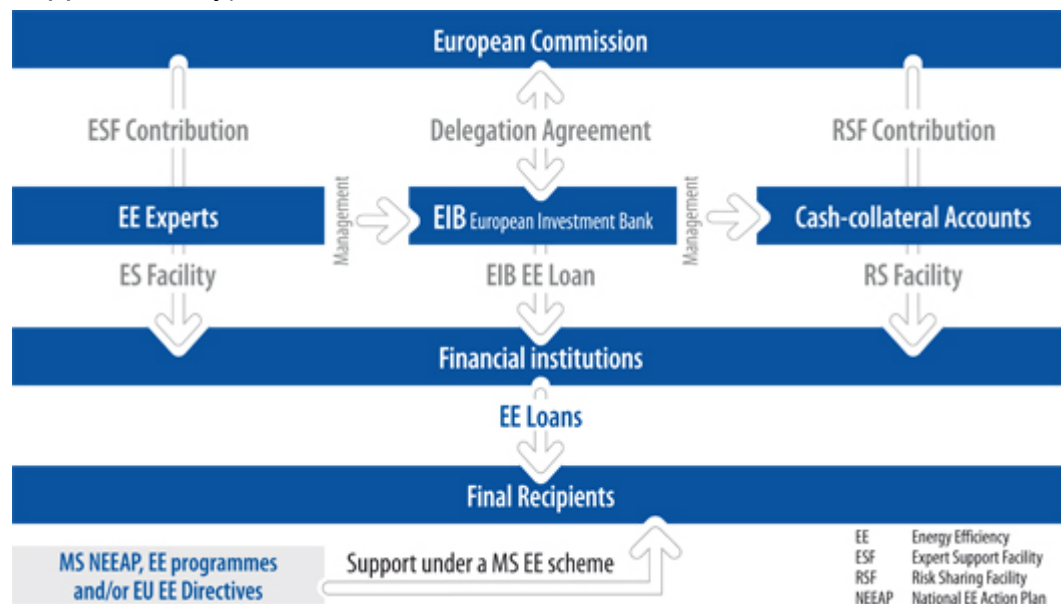 European Commission
ESF Contribution
Delegation Agreement
RSF Contribution
EE Experts
Management
EIB European Investment Bank
Management
Cash-collateral Accounts
ES Facility
EIB EE Loan
RS Facility
Financial institutions
EE Loans
Final Recipients
MS NEEAP, EE programmes
and/or EU EE Directives
Support under a MS EE scheme
EE Energy Efficiency
ESF Expert Support Facility
RSF Risk Sharing Facility
NEEAP National EE Action Plan